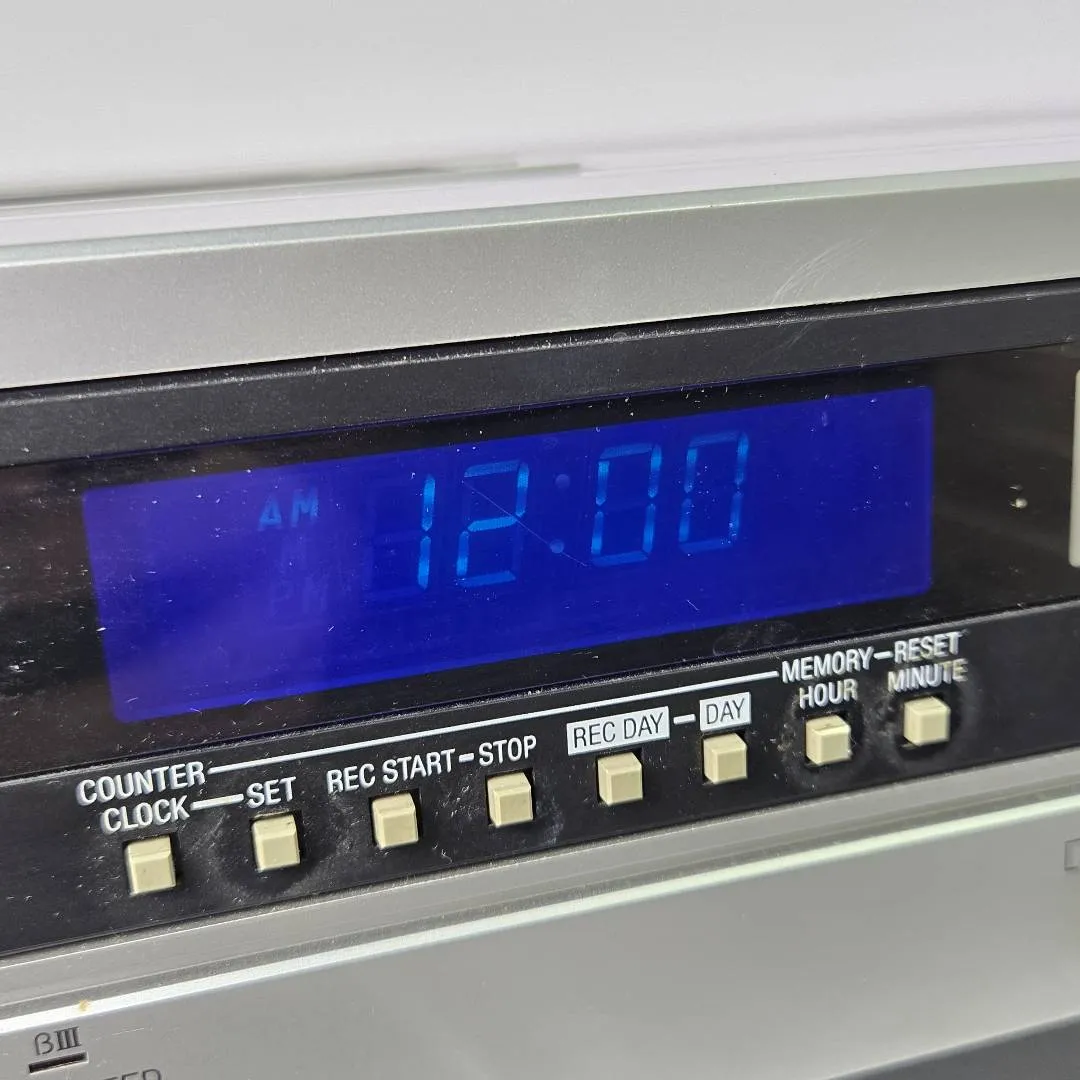 AM 12:00
PM
MEMORY–RESET
HOUR MINUTE
REC DAY – DAY
REC START–STOP
COUNTER
CLOCK – SET
βIII